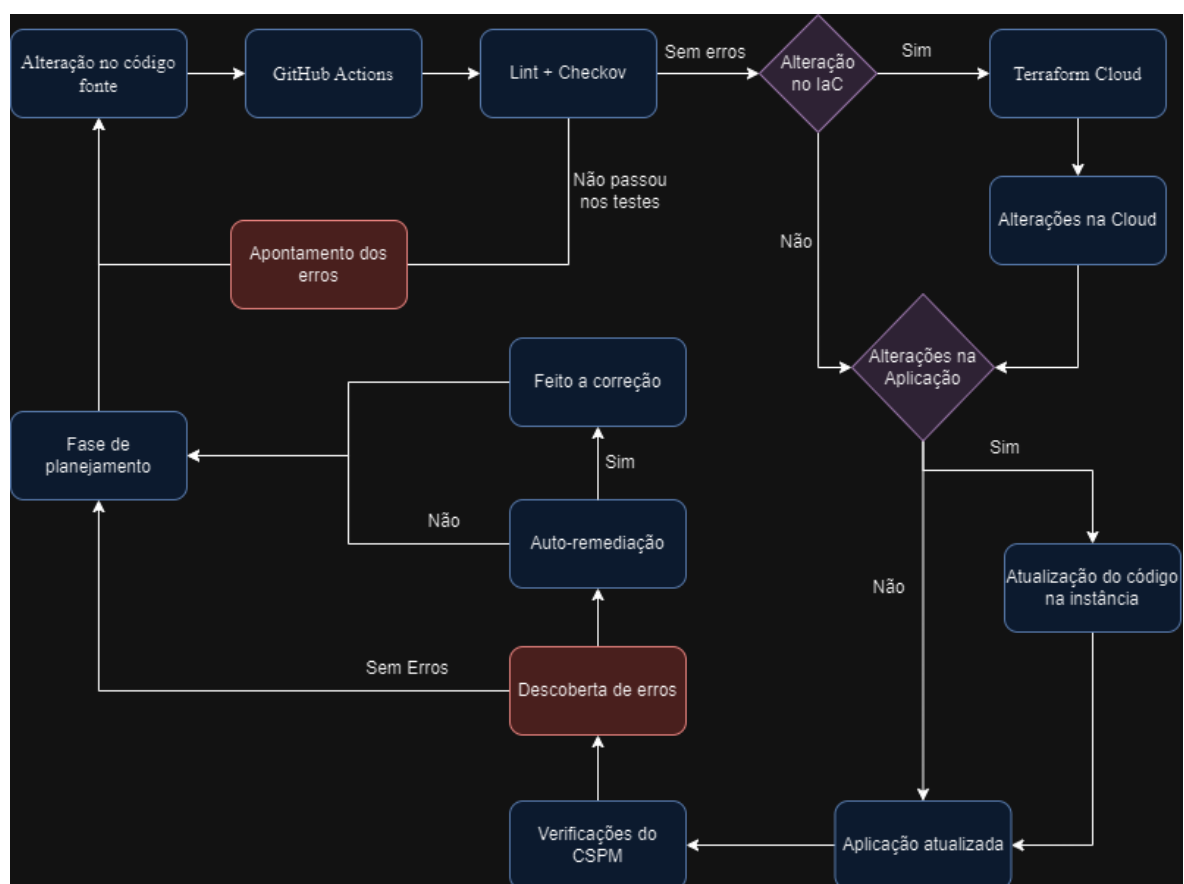 Alteração no código
fonte
GitHub Actions
Lint + Checkov
Sem erros
Alteração
no IaC
Sim
Terraform Cloud
Não passou
nos testes
Alterações na Cloud
Não
Apontamento dos
erros
Alterações na
Aplicação
Feito a correção
Fase de
planejamento
Sim
Sim
Não
Auto-remediação
Não
Atualização do código
na instância
Sem Erros
Descoberta de erros
Verificações do
CSPM
Aplicação atualizada